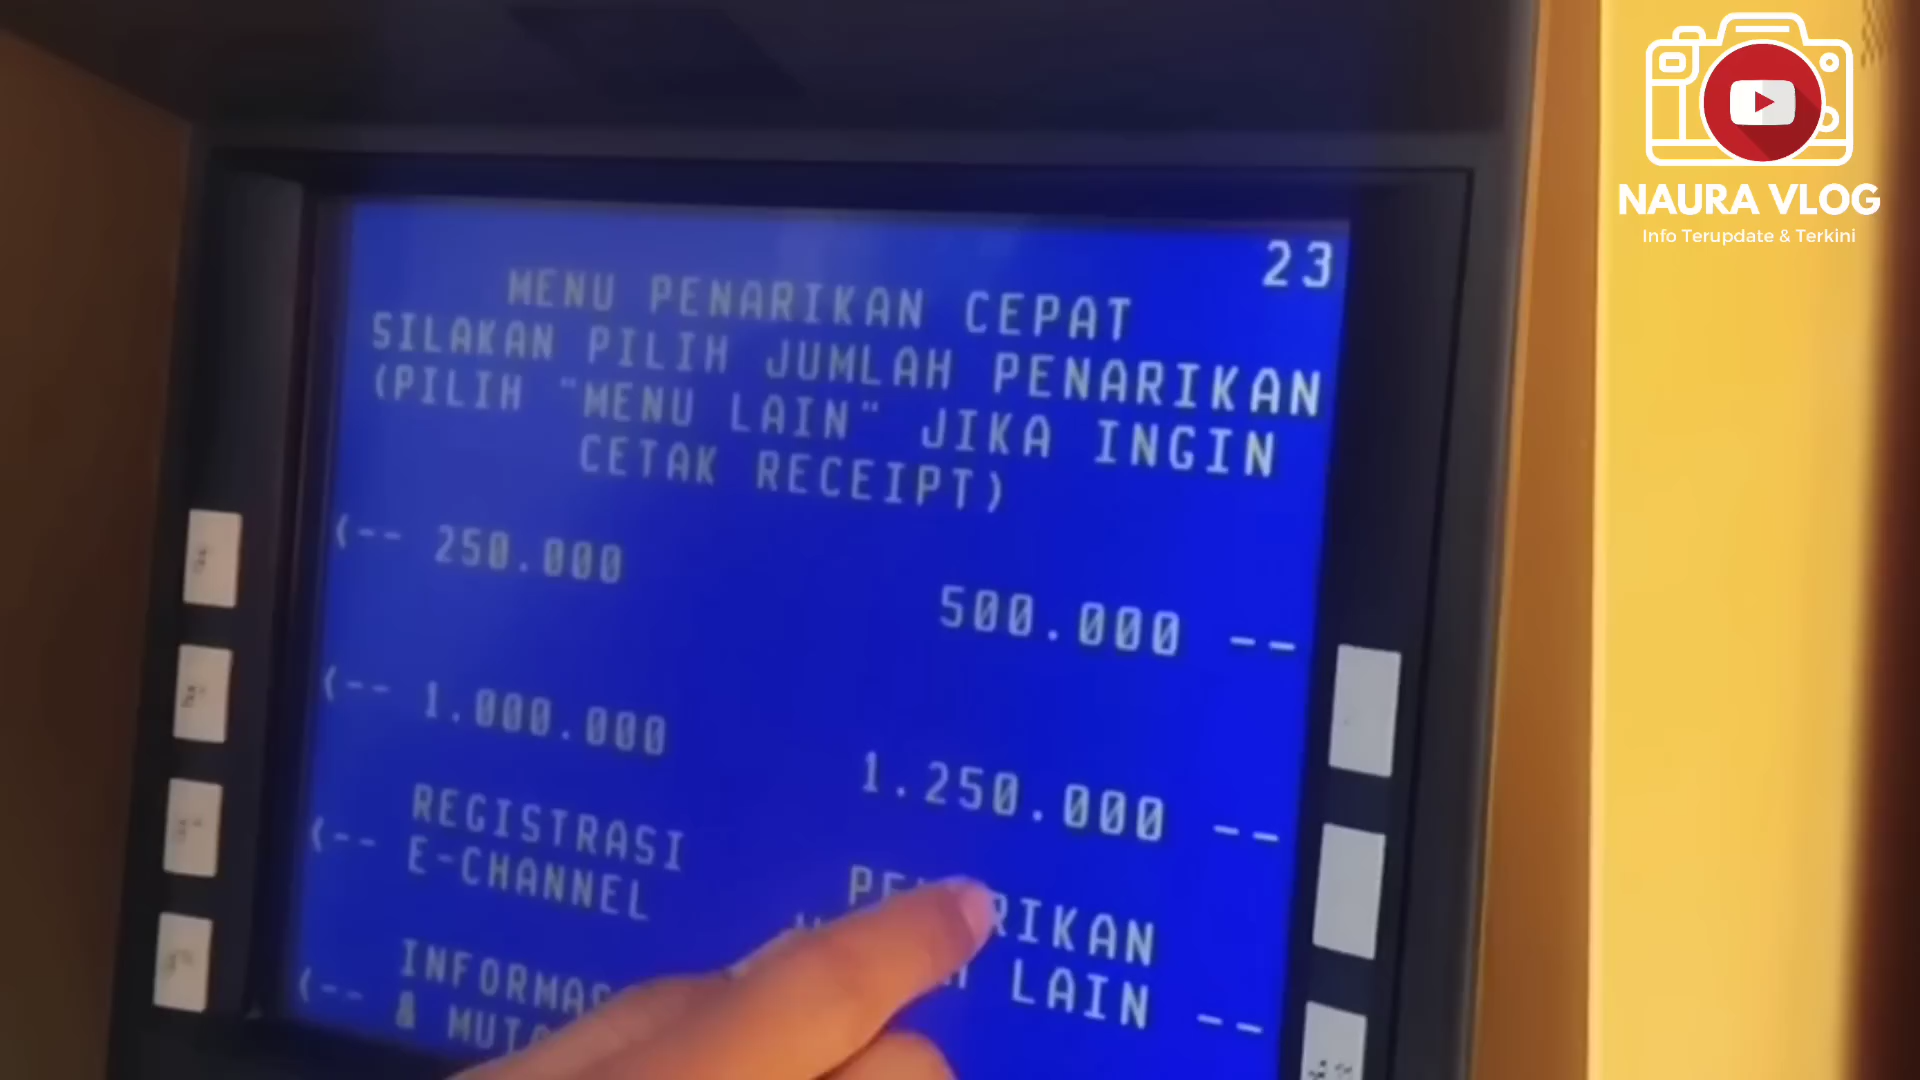 NAURA VLOG
Info Terupdate & Terkini
23
MENU PENARIKAN CEPAT
SILAKAN PILIH JUMLAH PENARIKAN
(PILIH "MENU LAIN" JIKA INGIN
CETAK RECEIPT)
(-- 250.000
500.000 --
(-- 1.000.000
1.250.000 --
REGISTRASI
(-- E-CHANNEL
LAIN --
(-- &